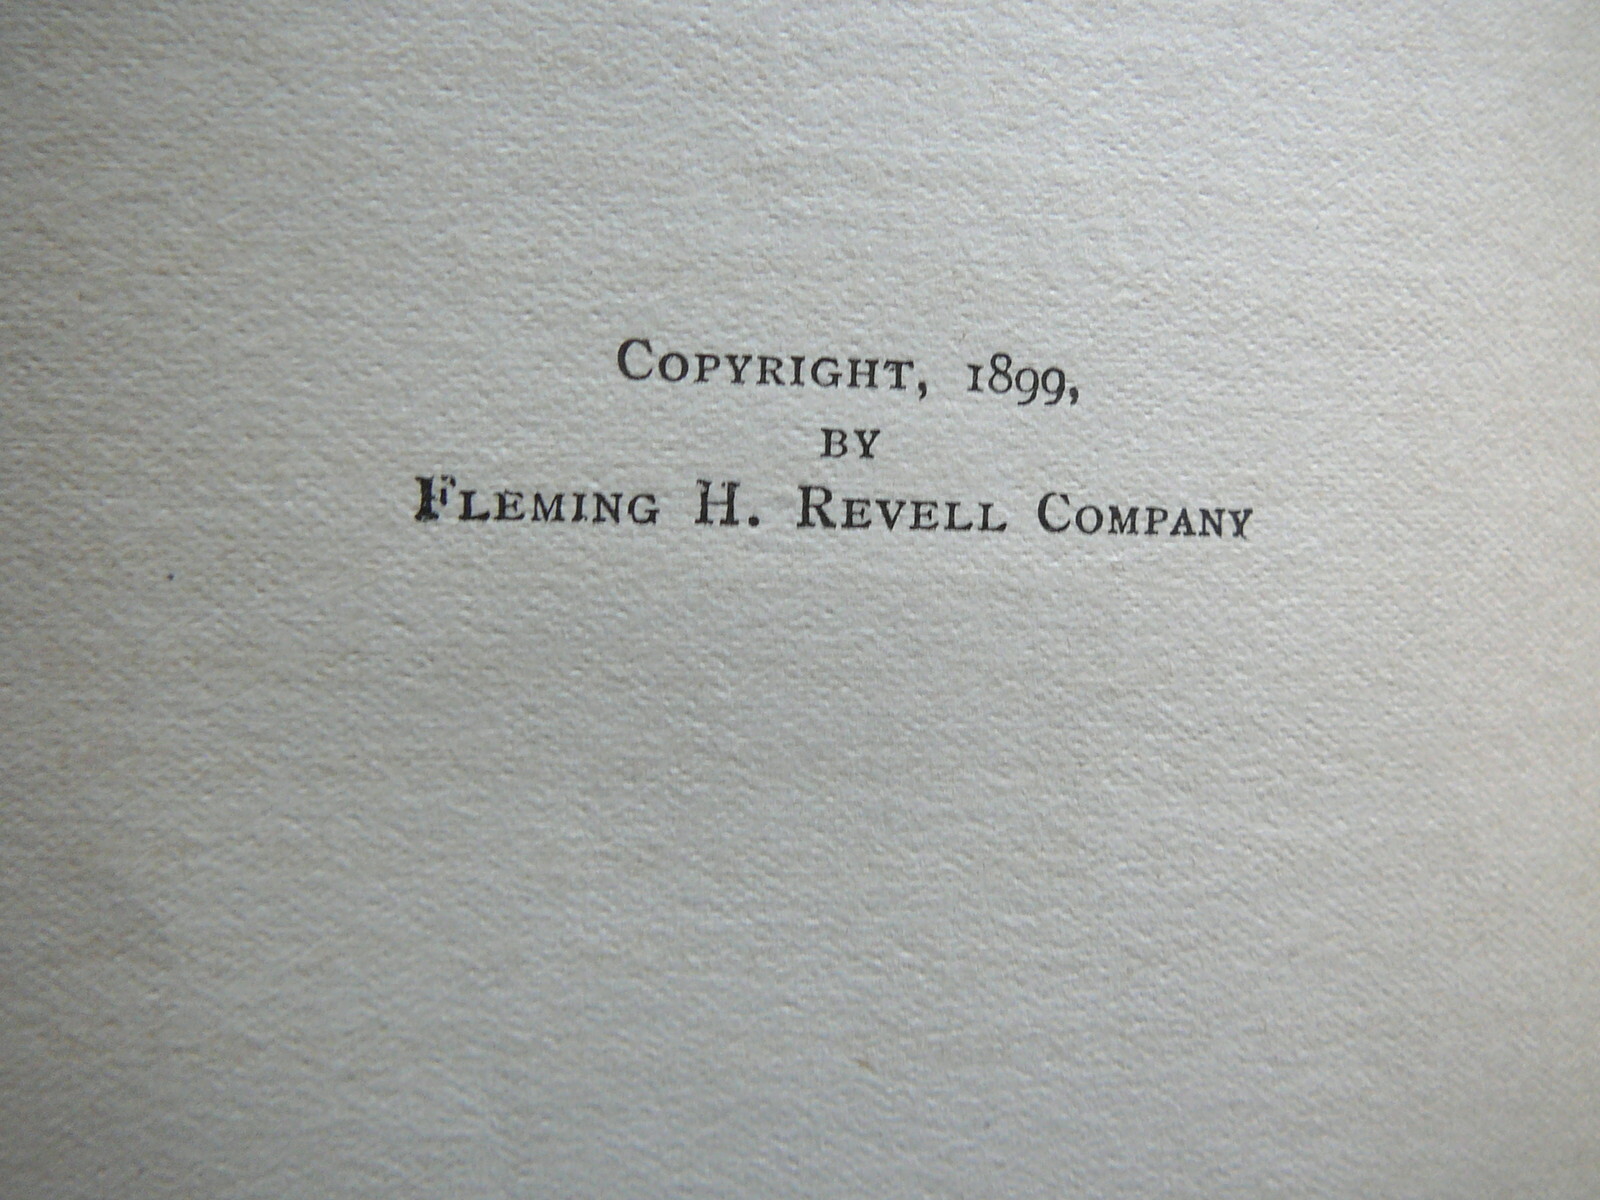 Copyright, 1899,
BY
Fleming H. Revell Company